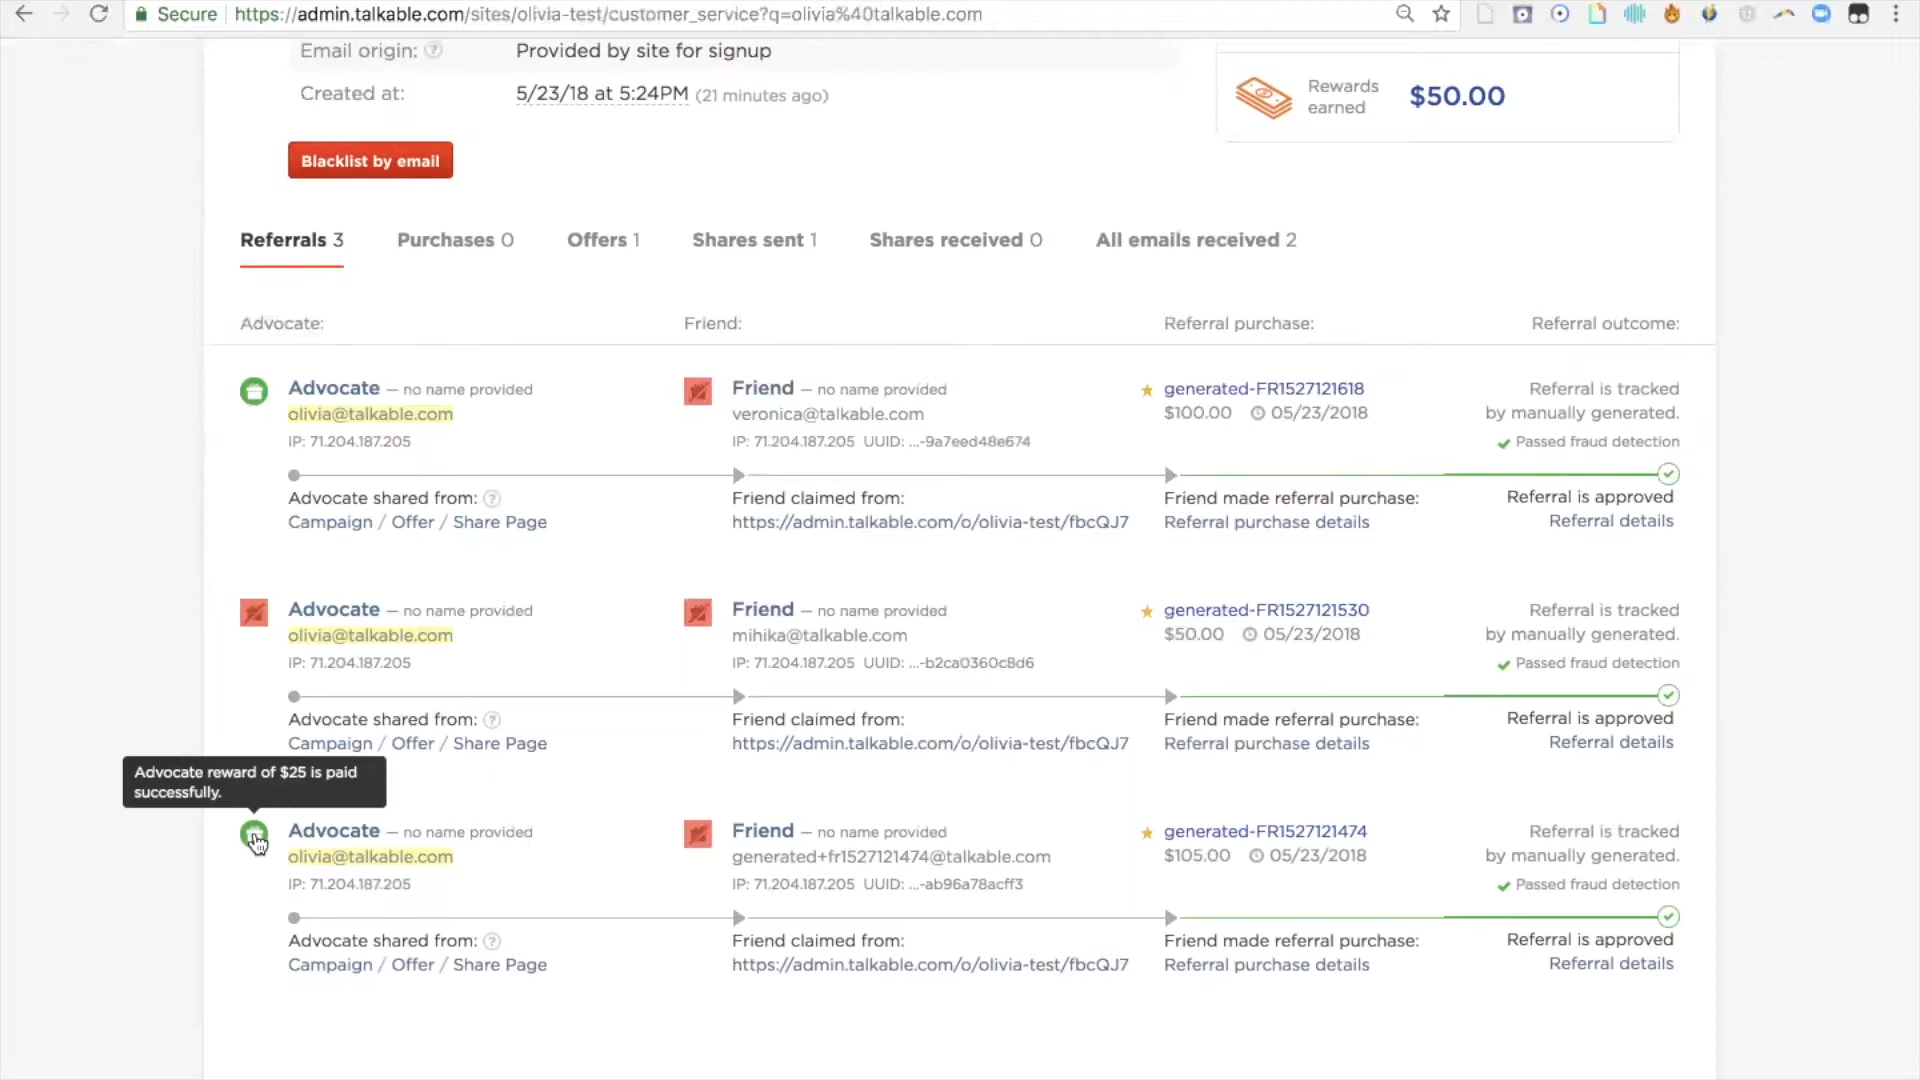 Secure https://admin.talkable.com/sites/olivia-test/customer_service?q=olivia%40talkable.com
Email origin: ? Provided by site for signup
Created at: 5/23/18 at 5:24PM (21 minutes ago)
Rewards
earned
$50.00
Blacklist by email
Referrals 3 Purchases 0 Offers 1 Shares sent 1 Shares received 0 All emails received 2
Advocate: Friend: Referral purchase: Referral outcome:
Advocate — no name provided Friend — no name provided generated-FR1527121618 Referral is tracked
olivia@talkable.com veronica@talkable.com $100.00 05/23/2018 by manually generated.
IP: 71.204.187.205 IP: 71.204.187.205 UUID: ...-9a7eed48e674 Passed fraud detection
Advocate shared from: ? Friend claimed from: Friend made referral purchase: Referral is approved
Campaign / Offer / Share Page https://admin.talkable.com/o/olivia-test/fbcQJ7 Referral purchase details Referral details
Advocate — no name provided Friend — no name provided generated-FR1527121530 Referral is tracked
olivia@talkable.com mihika@talkable.com $50.00 05/23/2018 by manually generated.
IP: 71.204.187.205 IP: 71.204.187.205 UUID: ...-b2ca0360c8d6 Passed fraud detection
Advocate shared from: ? Friend claimed from: Friend made referral purchase: Referral is approved
Campaign / Offer / Share Page https://admin.talkable.com/o/olivia-test/fbcQJ7 Referral purchase details Referral details
Advocate reward of $25 is paid
successfully.
Advocate — no name provided Friend — no name provided generated-FR1527121474 Referral is tracked
olivia@talkable.com generated+fr1527121474@talkable.com $105.00 05/23/2018 by manually generated.
IP: 71.204.187.205 IP: 71.204.187.205 UUID: ...-ab96a78acff3 Passed fraud detection
Advocate shared from: ? Friend claimed from: Friend made referral purchase: Referral is approved
Campaign / Offer / Share Page https://admin.talkable.com/o/olivia-test/fbcQJ7 Referral purchase details Referral details